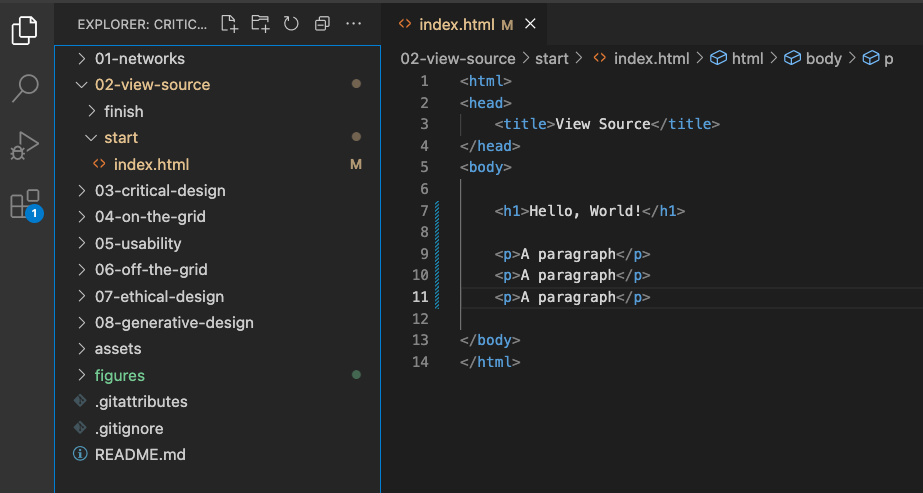 EXPLORER: CRITIC...
01-networks
02-view-source
finish
start
index.html M
03-critical-design
04-on-the-grid
05-usability
06-off-the-grid
07-ethical-design
08-generative-design
assets
figures
.gitattributes
.gitignore
README.md
1
index.html M
02-view-source > start > index.html > html > body > p
1 <html>
2 <head>
3     <title>View Source</title>
4 </head>
5 <body>
6
7     <h1>Hello, World!</h1>
8
9     <p>A paragraph</p>
10     <p>A paragraph</p>
11     <p>A paragraph</p>
12
13 </body>
14 </html>